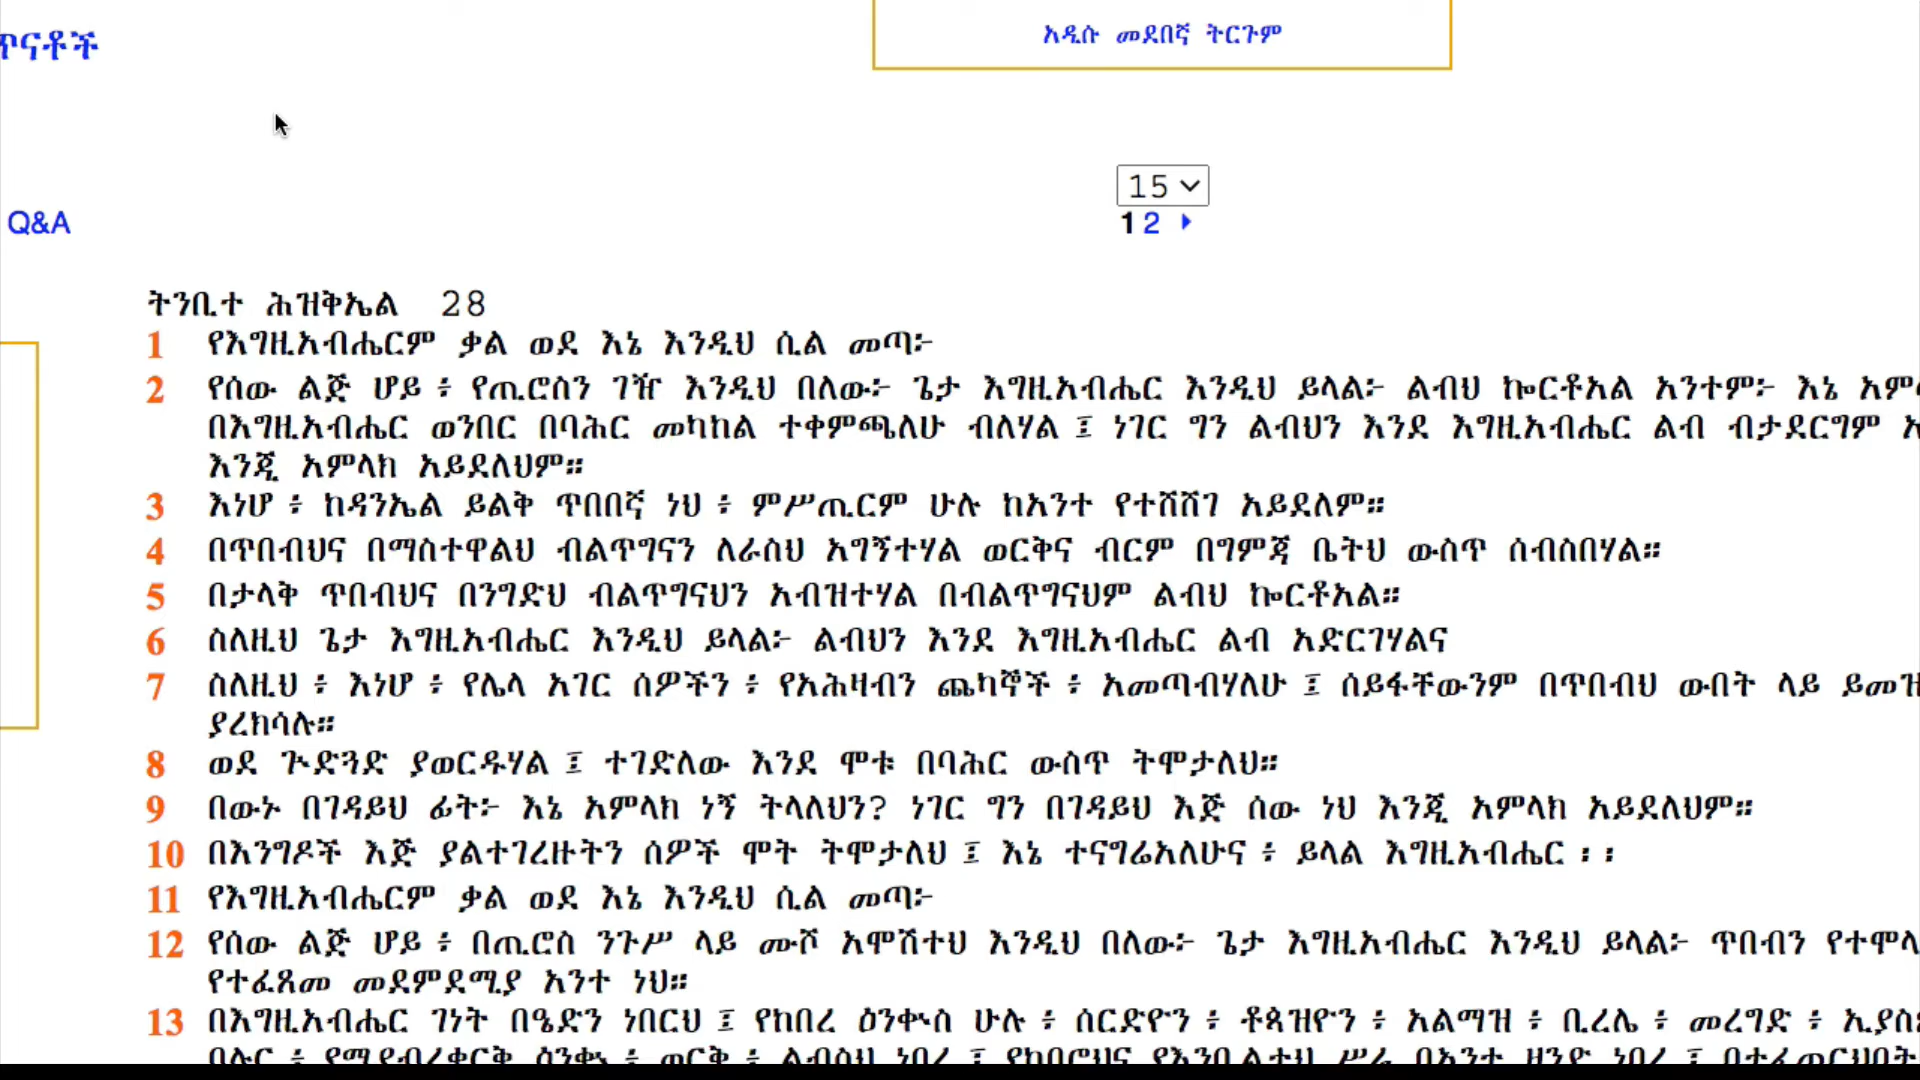 አዲሱ መደበኛ ትርጉም
ጥናቶች
15
1 2
Q&A
ትንቢተ ሕዝቅኤል 28
1 የእግዚአብሔርም ቃል ወደ እኔ እንዲህ ሲል መጣ፦
2 የሰው ልጅ ሆይ ፥ የጢሮስን ገዥ እንዲህ በለው፦ ጌታ እግዚአብሔር እንዲህ ይላል፦ ልብህ ኰርቶአል አንተም፦ እኔ
በእግዚአብሔር ወንበር በባሕር መካከል ተቀምጫለሁ ብለሃል ፤ ነገር ግን ልብህን እንደ እግዚአብሔር ልብ ብታደርግም
እንጂ አምላክ አይደለህም።
3 እነሆ ፥ ከዳንኤል ይልቅ ጥበበኛ ነህ ፥ ምሥጢርም ሁሉ ከአንተ የተሸሸገ አይደለም።
4 በጥበብህና በማስተዋልህ ብልጥግናን ለራስህ አግኝተሃል ወርቅና ብርም በግምጃ ቤትህ ውስጥ ሰብስበሃል።
5 በታላቅ ጥበብህና በንግድህ ብልጥግናህን አብዝተሃል በብልጥግናህም ልብህ ኰርቶአል።
6 ስለዚህ ጌታ እግዚአብሔር እንዲህ ይላል፦ ልብህን እንደ እግዚአብሔር ልብ አድርገሃልና
7 ስለዚህ ፥ እነሆ ፥ የሌላ አገር ሰዎችን ፥ የአሕዛብን ጨካኞች ፥ አመጣብሃለሁ ፤ ሰይፋቸውንም በጥበብህ ውበት ላይ
ያረክሳሉ።
8 ወደ ጕድጓድ ያወርዱሃል ፤ ተገድለው እንደ ሞቱ በባሕር ውስጥ ትሞታለህ።
9 በውኑ በገዳይህ ፊት፦ እኔ አምላክ ነኝ ትላለህን? ነገር ግን በገዳይህ እጅ ሰው ነህ እንጂ አምላክ አይደለህም።
10 በእንግዶች እጅ ያልተገረዙትን ሰዎች ሞት ትሞታለህ ፤ እኔ ተናግሬአለሁና ፥ ይላል እግዚአብሔር ፡ ፡
11 የእግዚአብሔርም ቃል ወደ እኔ እንዲህ ሲል መጣ፦
12 የሰው ልጅ ሆይ ፥ በጢሮስ ንጉሥ ላይ ሙሾ አሞሽተህ እንዲህ በለው፦ ጌታ እግዚአብሔር እንዲህ ይላል፦ ጥበብን
የተፈጸመ መደምደሚያ አንተ ነህ።
13 በእግዚአብሔር ገነት በዔድን ነበርህ ፤ የከበረ ዕንቍስ ሁሉ ፥ ሰርድዮን ፥ ቶጳዝዮን ፥ አልማዝ ፥ ቢረሌ ፥ መረግድ ፥